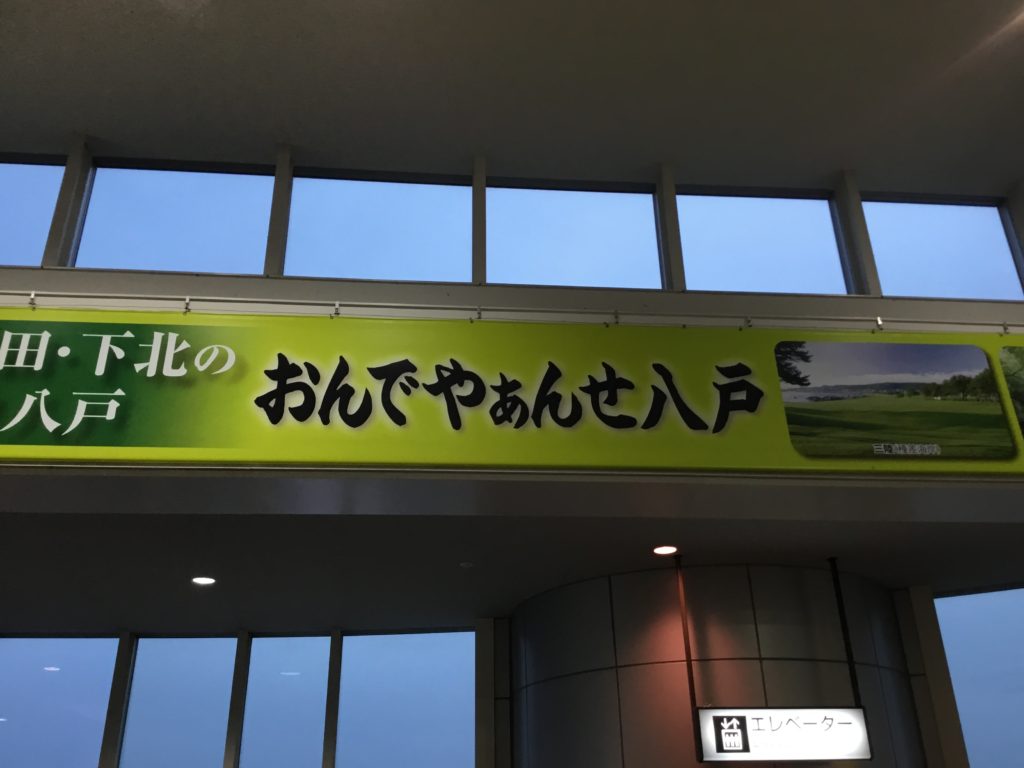 田・下北の
八戸
おんでやぁんせ八戸
エレベーター